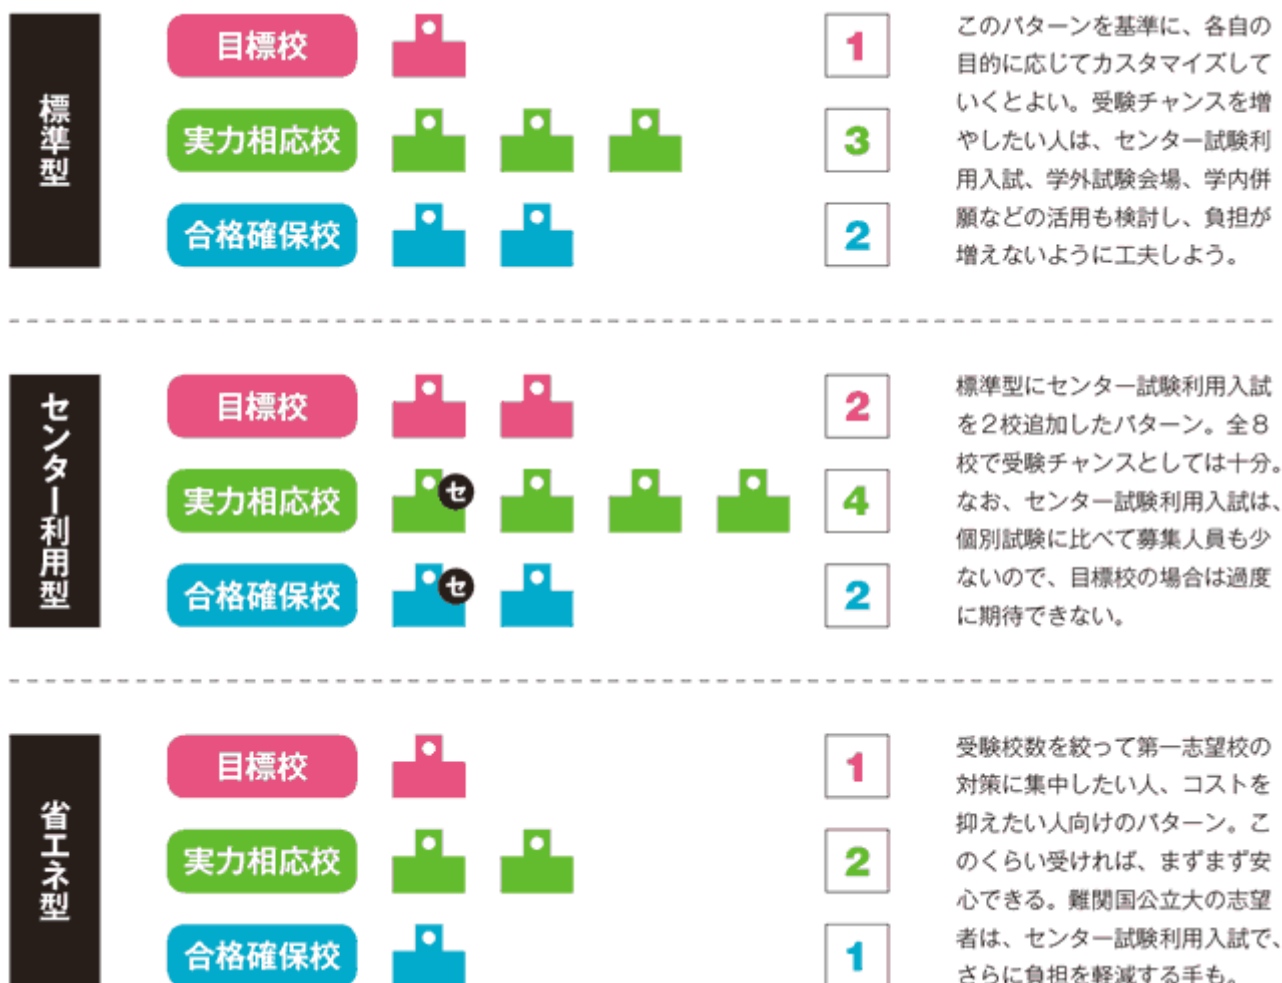 標準型
目標校
1
実力相応校
3
合格確保校
2
このパターンを基準に、各自の
目的に応じてカスタマイズして
いくとよい。受験チャンスを増
やしたい人は、センター試験利
用入試、学外試験会場、学内併
願などの活用も検討し、負担が
増えないように工夫しよう。
センター利用型
目標校
2
実力相応校
セ
4
合格確保校
セ
2
標準型にセンター試験利用入試
を2校追加したパターン。全8
校で受験チャンスとしては十分。
なお、センター試験利用入試は、
個別試験に比べて募集人員も少
ないので、目標校の場合は過度
に期待できない。
省エネ型
目標校
1
実力相応校
2
合格確保校
1
受験校数を絞って第一志望校の
対策に集中したい人、コストを
抑えたい人向けのパターン。こ
のくらい受ければ、まずまず安
心できる。難関国公立大の志望
者は、センター試験利用入試で、
さらに負担を軽減する手も。